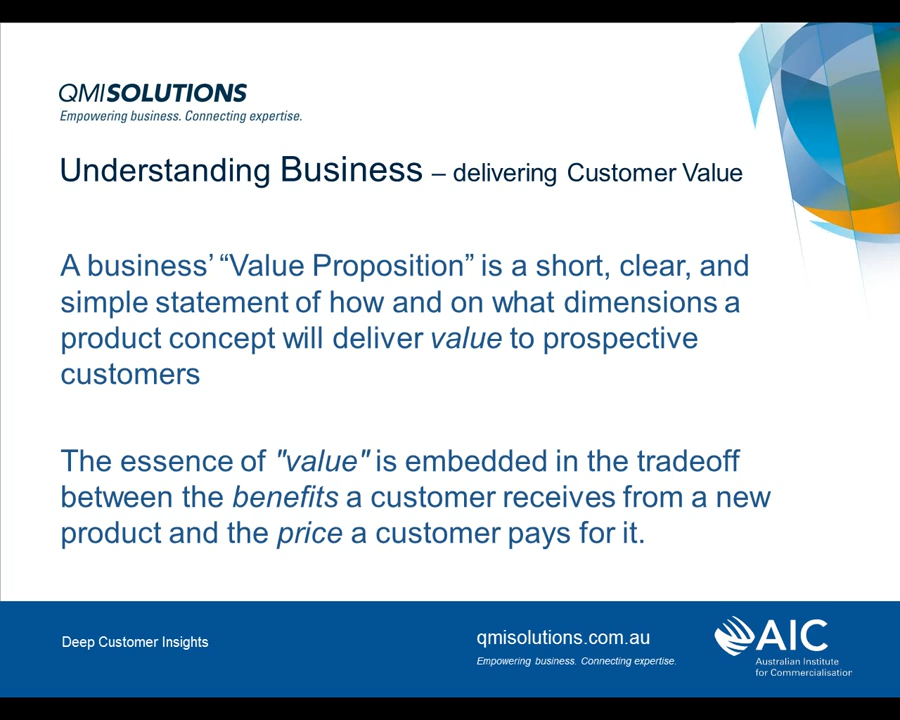 QMISOLUTIONS
Empowering business. Connecting expertise.
Understanding Business – delivering Customer Value
A business’ “Value Proposition” is a short, clear, and
simple statement of how and on what dimensions a
product concept will deliver value to prospective
customers
The essence of "value" is embedded in the tradeoff
between the benefits a customer receives from a new
product and the price a customer pays for it.
Deep Customer Insights
qmisolutions.com.au
Empowering business. Connecting expertise.
AIC
Australian Institute
for Commercialisation